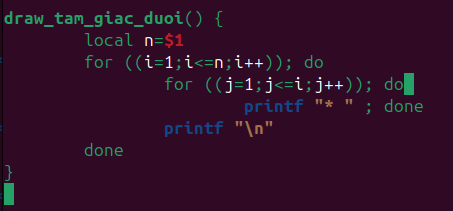 draw_tam_giac_duoi() {
        local n=$1
        for ((i=1;i<=n;i++)); do
                for ((j=1;j<=i;j++)); do
                        printf "* " ; done
                printf "\n"
        done
}